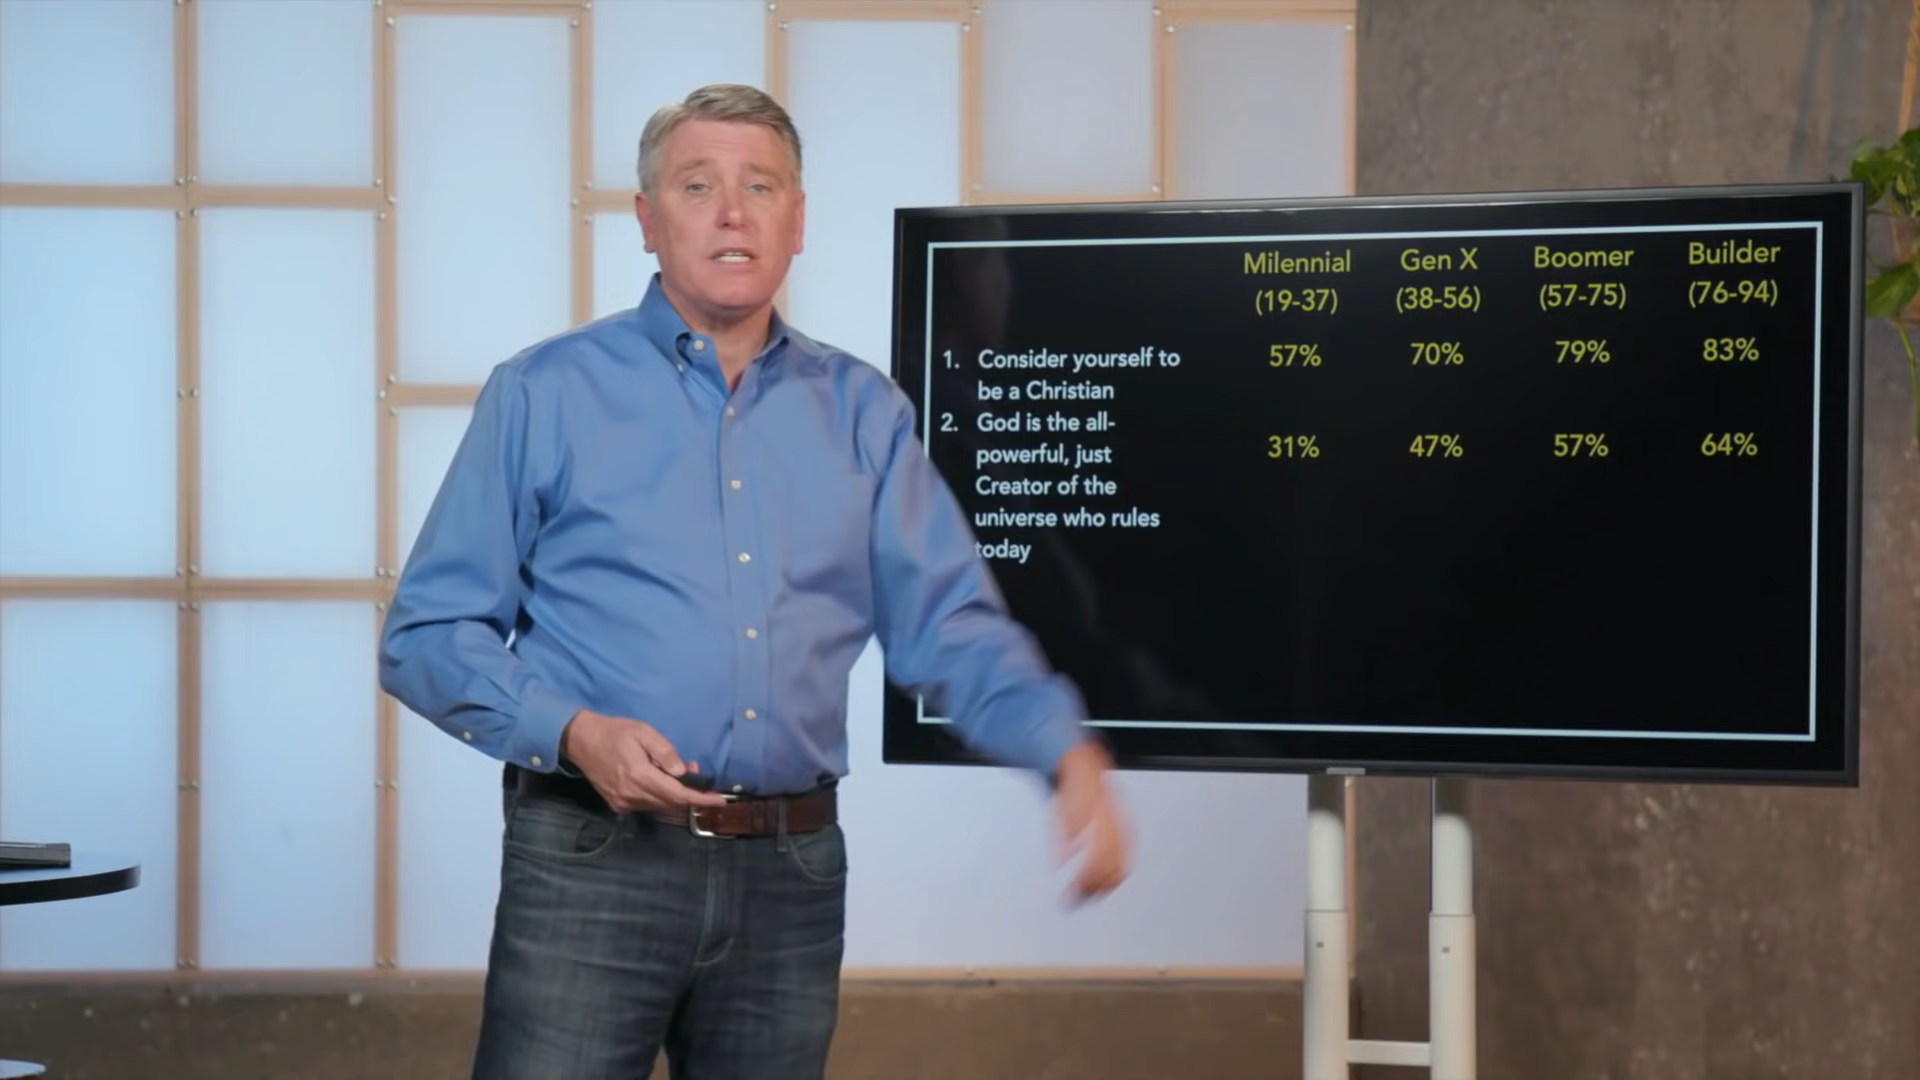 Milennial Gen X Boomer Builder
(19-37) (38-56) (57-75) (76-94)
1. Consider yourself to 57% 70% 79% 83%
be a Christian
2. God is the all- 31% 47% 57% 64%
powerful, just
Creator of the
universe who rules
today